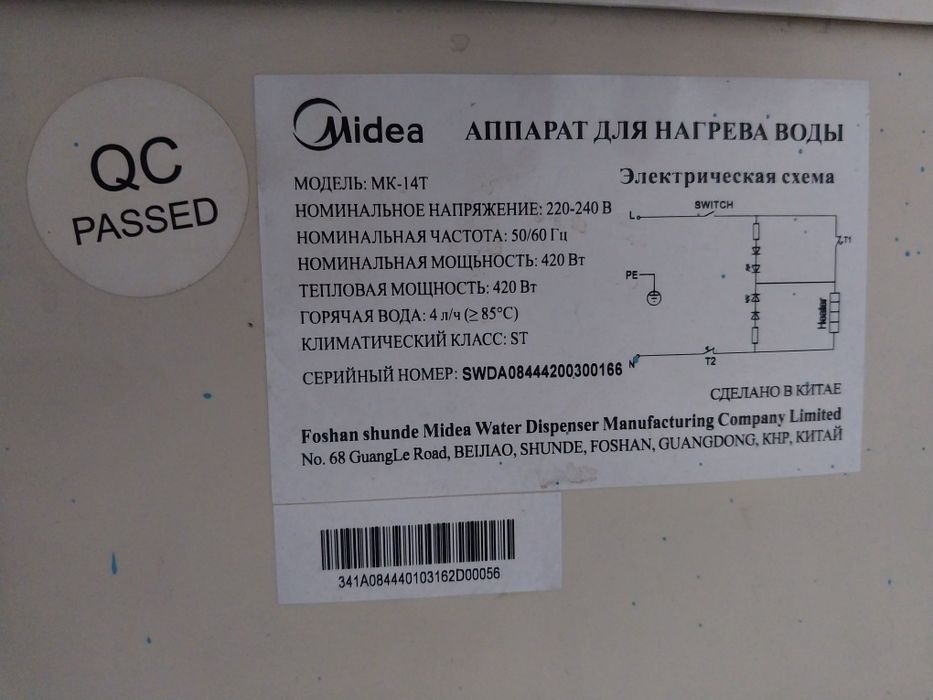 QC
PASSED
Midea
АППАРАТ ДЛЯ НАГРЕВА ВОДЫ
МОДЕЛЬ: МК-14Т
НОМИНАЛЬНОЕ НАПРЯЖЕНИЕ: 220-240 В
НОМИНАЛЬНАЯ ЧАСТОТА: 50/60 Гц
НОМИНАЛЬНАЯ МОЩЬНОСТЬ: 420 Вт
ТЕПЛОВАЯ МОЩНОСТЬ: 420 Вт
ГОРЯЧАЯ ВОДА: 4 л/ч (≥ 85°C)
КЛИМАТИЧЕСКИЙ КЛАСС: ST
СЕРИЙНЫЙ НОМЕР: SWDA08444200300166
Электрическая схема
L
SWITCH
T1
PE
Heater
N
T2
СДЕЛАНО В КИТАЕ
Foshan shunde Midea Water Dispenser Manufacturing Company Limited
No. 68 GuangLe Road, BEIJIAO, SHUNDE, FOSHAN, GUANGDONG, КНР, КИТАЙ
341A084440103162D00056